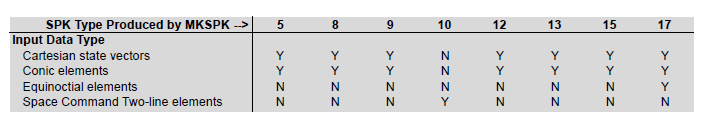 SPK Type Produced by MKSPK --> 5 8 9 10 12 13 15 17
Input Data Type
Cartesian state vectors Y Y Y N Y Y Y Y
Conic elements Y Y Y N Y Y Y Y
Equinoctial elements N N N N N N N Y
Space Command Two-line elements N N N Y N N N N